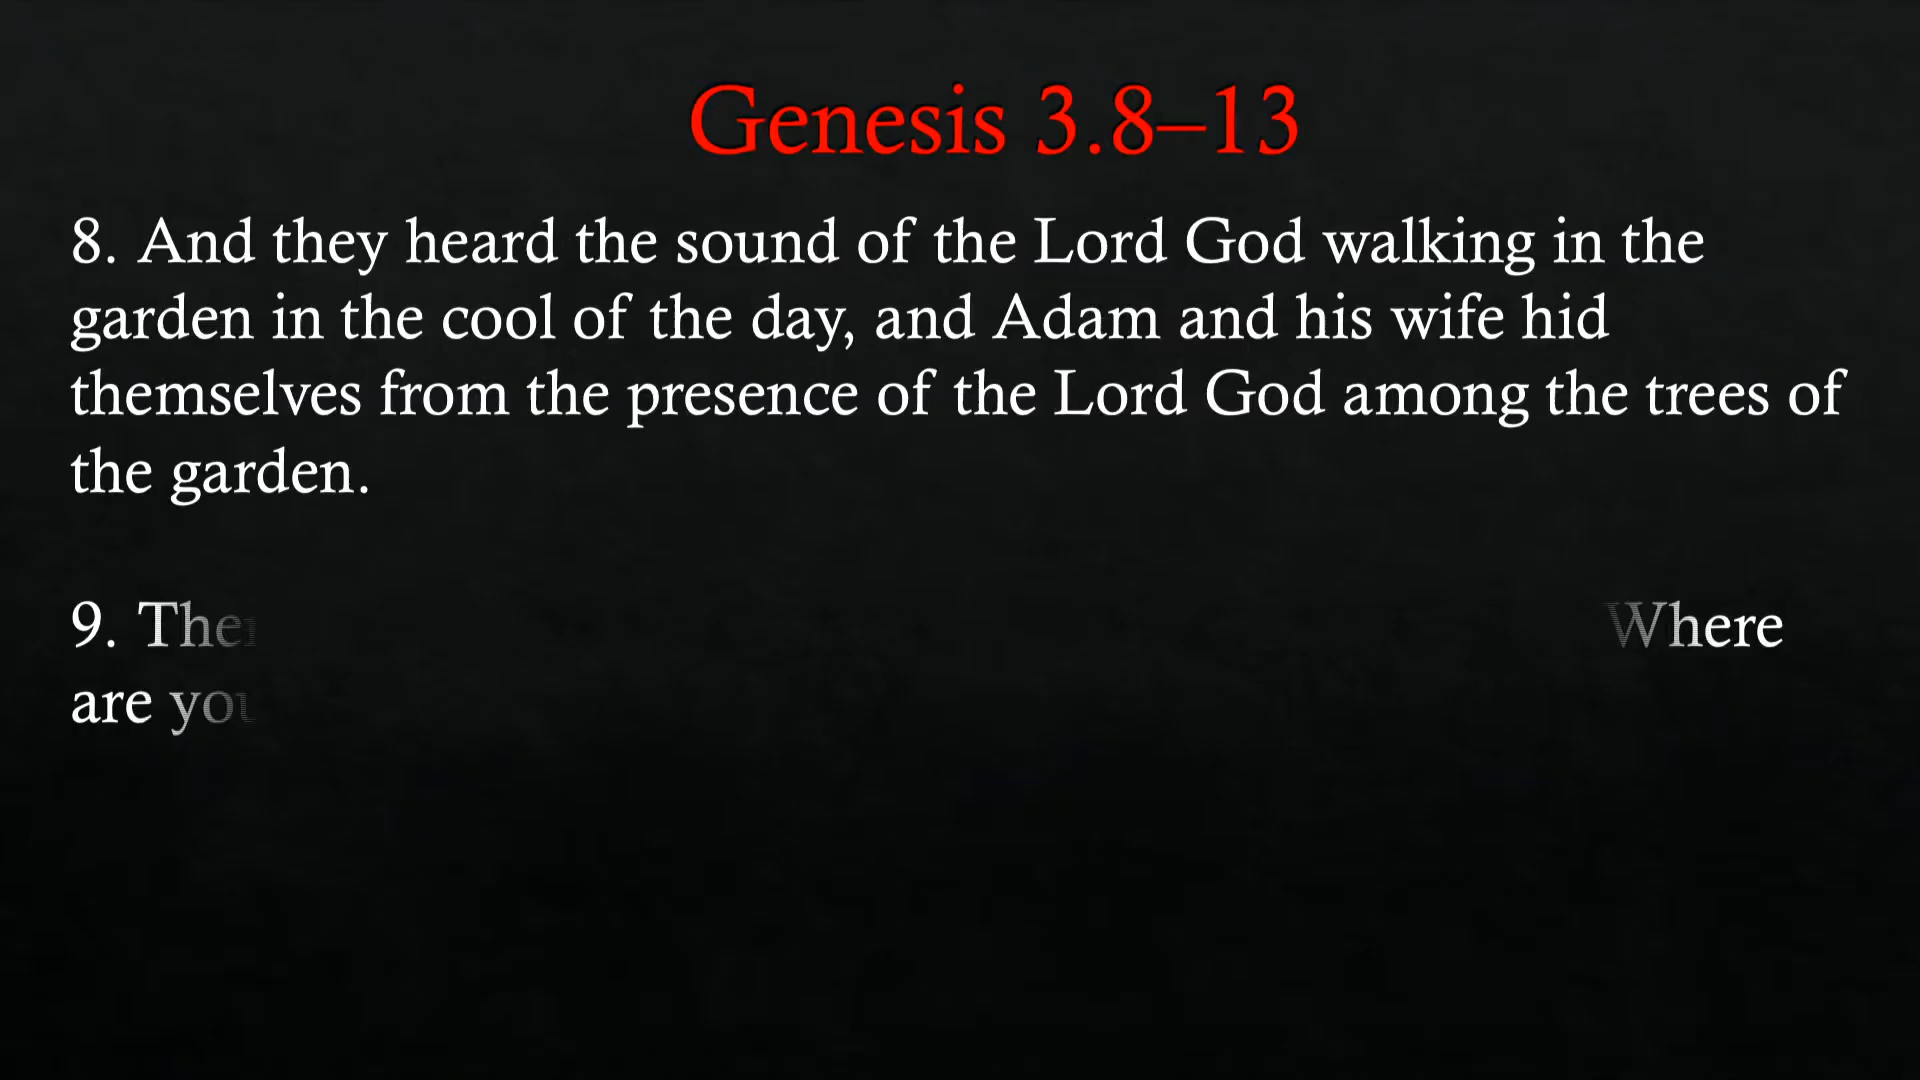 Genesis 3.8–13
8. And they heard the sound of the Lord God walking in the
garden in the cool of the day, and Adam and his wife hid
themselves from the presence of the Lord God among the trees of
the garden.
9. The Where
are you